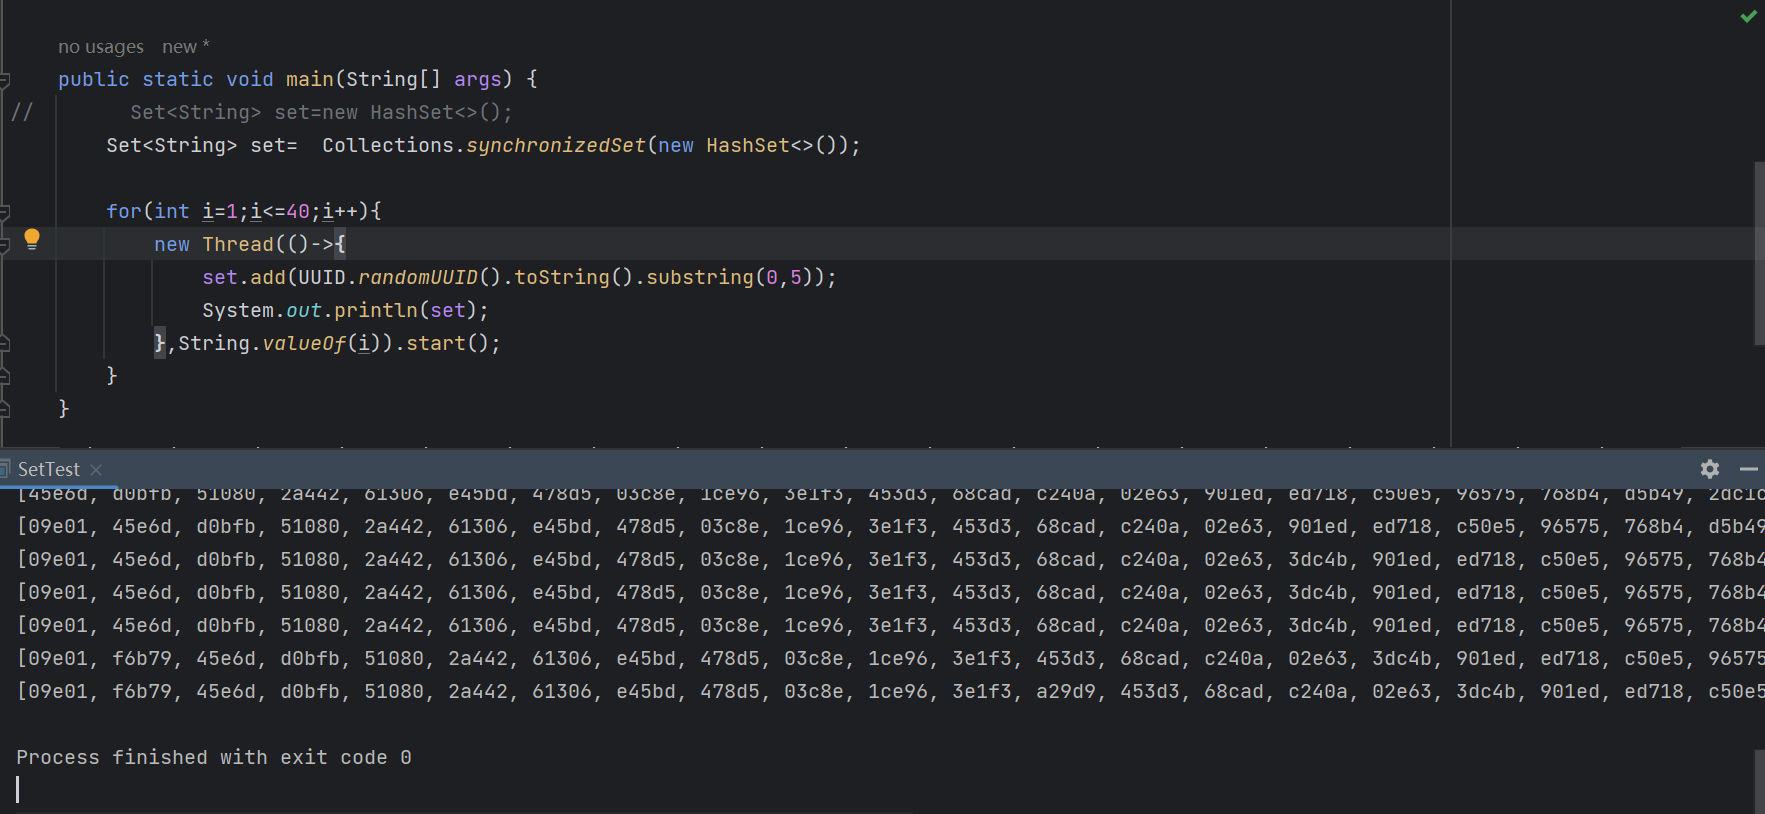 no usages new *
public static void main(String[] args) {
// Set<String> set=new HashSet<>();
Set<String> set= Collections.synchronizedSet(new HashSet<>());
for(int i=1;i<=40;i++){
new Thread(()->{
set.add(UUID.randomUUID().toString().substring(0,5));
System.out.println(set);
},String.valueOf(i)).start();
}
}
SetTest
[45e6d, d0bfb, 51080, 2a442, 61306, e45bd, 478d5, 03c8e, 1ce96, 3e1f3, 453d3, 68cad, c240a, 02e63, 901ed, ed718, c50e5, 96575, 768b4, d5b49, 2dc1c
[09e01, 45e6d, d0bfb, 51080, 2a442, 61306, e45bd, 478d5, 03c8e, 1ce96, 3e1f3, 453d3, 68cad, c240a, 02e63, 901ed, ed718, c50e5, 96575, 768b4, d5b49
[09e01, 45e6d, d0bfb, 51080, 2a442, 61306, e45bd, 478d5, 03c8e, 1ce96, 3e1f3, 453d3, 68cad, c240a, 02e63, 3dc4b, 901ed, ed718, c50e5, 96575, 768b4
[09e01, 45e6d, d0bfb, 51080, 2a442, 61306, e45bd, 478d5, 03c8e, 1ce96, 3e1f3, 453d3, 68cad, c240a, 02e63, 3dc4b, 901ed, ed718, c50e5, 96575, 768b4
[09e01, 45e6d, d0bfb, 51080, 2a442, 61306, e45bd, 478d5, 03c8e, 1ce96, 3e1f3, 453d3, 68cad, c240a, 02e63, 3dc4b, 901ed, ed718, c50e5, 96575, 768b4
[09e01, f6b79, 45e6d, d0bfb, 51080, 2a442, 61306, e45bd, 478d5, 03c8e, 1ce96, 3e1f3, 453d3, 68cad, c240a, 02e63, 3dc4b, 901ed, ed718, c50e5, 96575
[09e01, f6b79, 45e6d, d0bfb, 51080, 2a442, 61306, e45bd, 478d5, 03c8e, 1ce96, 3e1f3, a29d9, 453d3, 68cad, c240a, 02e63, 3dc4b, 901ed, ed718, c50e5
Process finished with exit code 0